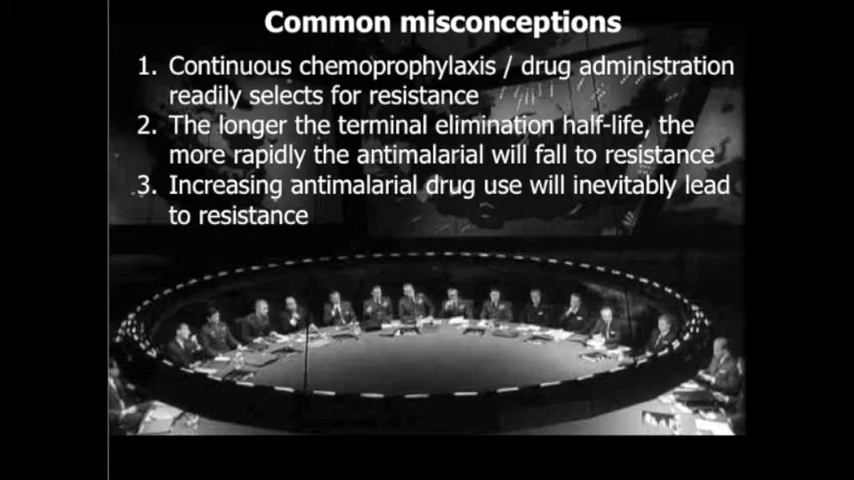 Common misconceptions
1. Continuous chemoprophylaxis / drug administration
readily selects for resistance
2. The longer the terminal elimination half-life, the
more rapidly the antimalarial will fall to resistance
3. Increasing antimalarial drug use will inevitably lead
to resistance